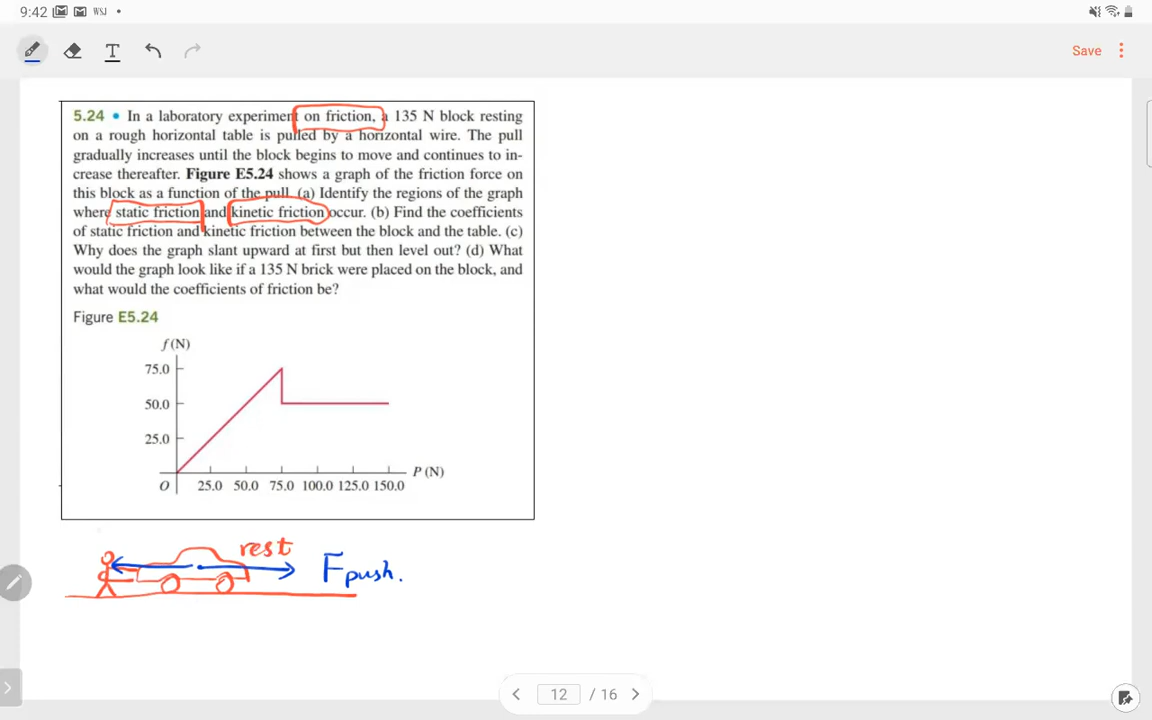 9:42 WSJ
T Save
5.24 • In a laboratory experiment on friction, a 135 N block resting
on a rough horizontal table is pulled by a horizontal wire. The pull
gradually increases until the block begins to move and continues to in-
crease thereafter. Figure E5.24 shows a graph of the friction force on
this block as a function of the pull. (a) Identify the regions of the graph
where static friction and kinetic friction occur. (b) Find the coefficients
of static friction and kinetic friction between the block and the table. (c)
Why does the graph slant upward at first but then level out? (d) What
would the graph look like if a 135 N brick were placed on the block, and
what would the coefficients of friction be?
Figure E5.24
f (N)
75.0
50.0
25.0
P (N)
O 25.0 50.0 75.0 100.0 125.0 150.0
rest
Fpush.
12 / 16